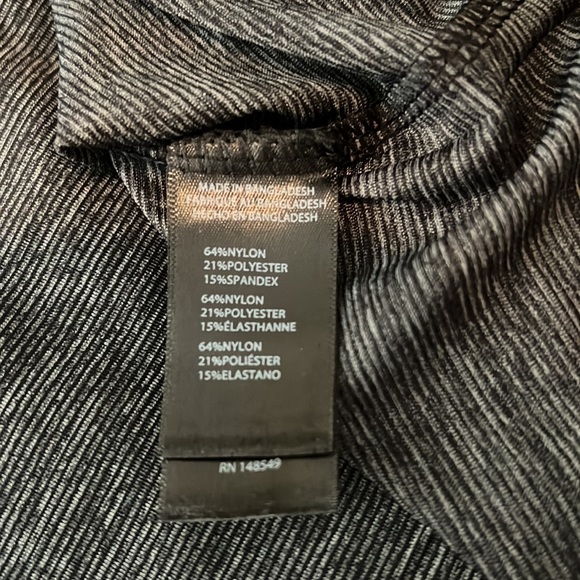 MADE IN BANGLADESH
FABRIQUE AU BANGLADESH
HECHO EN BANGLADESH
64%NYLON
21%POLYESTER
15%SPANDEX
64%NYLON
21%POLYESTER
15%ÉLASTHANNE
64%NYLON
21%POLIÉSTER
15%ELASTANO
RN 148549